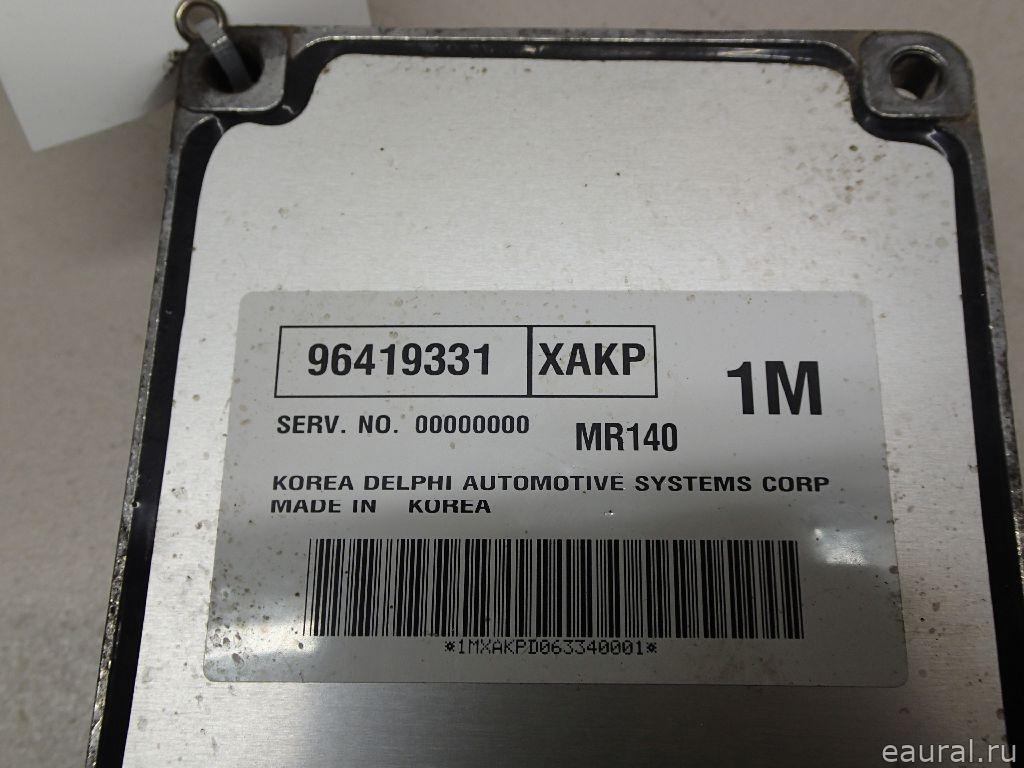 96419331 XAKP 1M
SERV. NO. 00000000 MR140
KOREA DELPHI AUTOMOTIVE SYSTEMS CORP
MADE IN KOREA
*1MXAKPD063340001*
eaural.ru